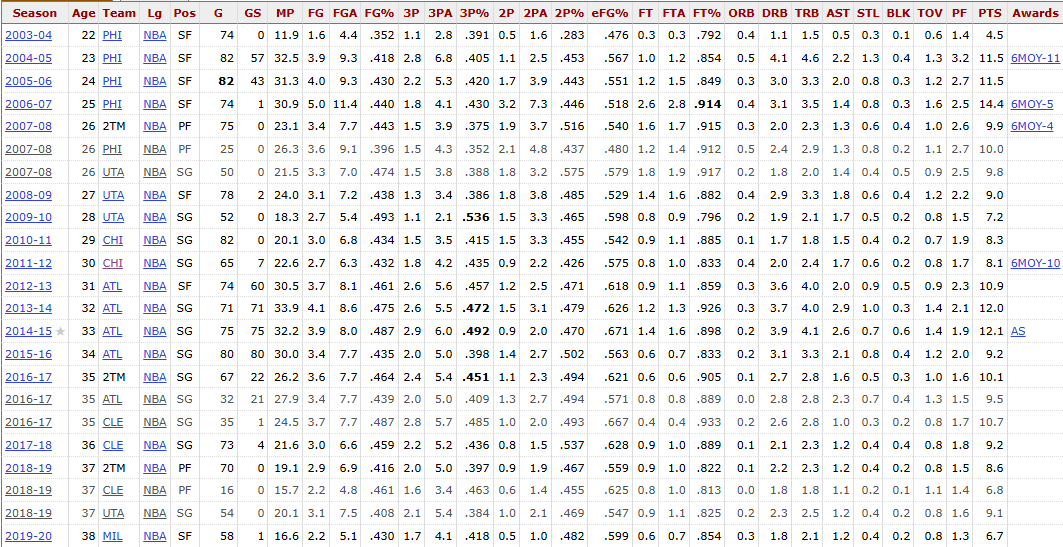 Season Age Team Lg Pos G GS MP FG FGA FG% 3P 3PA 3P% 2P 2PA 2P% eFG% FT FTA FT% ORB DRB TRB AST STL BLK TOV PF PTS Awards
2003-04 22 PHI NBA SF 74 0 11.9 1.6 4.4 .352 1.1 2.8 .391 0.5 1.6 .283 .476 0.3 0.3 .792 0.4 1.1 1.5 0.5 0.3 0.1 0.6 1.4 4.5
2004-05 23 PHI NBA SF 82 57 32.5 3.9 9.3 .418 2.8 6.8 .405 1.1 2.5 .453 .567 1.0 1.2 .854 0.5 4.1 4.6 2.2 1.3 0.4 1.3 3.2 11.5 6MOY-11
2005-06 24 PHI NBA SF 82 43 31.3 4.0 9.3 .430 2.2 5.3 .420 1.7 3.9 .443 .551 1.2 1.5 .849 0.3 3.0 3.3 2.0 0.8 0.3 1.2 2.7 11.5
2006-07 25 PHI NBA SF 74 1 30.9 5.0 11.4 .440 1.8 4.1 .430 3.2 7.3 .446 .518 2.6 2.8 .914 0.4 3.1 3.5 1.4 0.8 0.3 1.6 2.5 14.4 6MOY-5
2007-08 26 2TM NBA PF 75 0 23.1 3.4 7.7 .443 1.5 3.9 .375 1.9 3.7 .516 .540 1.6 1.7 .915 0.3 2.0 2.3 1.3 0.6 0.4 1.0 2.6 9.9 6MOY-4
2007-08 26 PHI NBA PF 25 0 26.3 3.6 9.1 .396 1.5 4.3 .352 2.1 4.8 .437 .480 1.2 1.4 .912 0.5 2.4 2.9 1.3 0.8 0.2 1.1 2.7 10.0
2007-08 26 UTA NBA SG 50 0 21.5 3.3 7.0 .474 1.5 3.8 .388 1.8 3.2 .575 .579 1.8 1.9 .917 0.2 1.8 2.0 1.4 0.4 0.5 0.9 2.5 9.8
2008-09 27 UTA NBA SF 78 2 24.0 3.1 7.2 .438 1.3 3.4 .386 1.8 3.8 .485 .529 1.4 1.6 .882 0.4 2.9 3.3 1.8 0.6 0.4 1.2 2.2 9.0
2009-10 28 UTA NBA SG 52 0 18.3 2.7 5.4 .493 1.1 2.1 .536 1.5 3.3 .465 .598 0.8 0.9 .796 0.2 1.9 2.1 1.7 0.5 0.2 0.8 1.5 7.2
2010-11 29 CHI NBA SG 82 0 20.1 3.0 6.8 .434 1.5 3.5 .415 1.5 3.3 .455 .542 0.9 1.1 .885 0.1 1.7 1.8 1.5 0.4 0.2 0.7 1.9 8.3
2011-12 30 CHI NBA SG 65 7 22.6 2.7 6.3 .432 1.8 4.2 .435 0.9 2.2 .426 .575 0.8 1.0 .833 0.4 2.0 2.4 1.7 0.6 0.2 0.8 1.7 8.1 6MOY-10
2012-13 31 ATL NBA SF 74 60 30.5 3.7 8.1 .461 2.6 5.6 .457 1.2 2.5 .471 .618 0.9 1.1 .859 0.3 3.6 4.0 2.0 0.9 0.5 0.9 2.3 10.9
2013-14 32 ATL NBA SG 71 71 33.9 4.1 8.6 .475 2.6 5.5 .472 1.5 3.1 .479 .626 1.2 1.3 .926 0.3 3.7 4.0 2.9 1.0 0.3 1.4 2.1 12.0
2014-15 ★ 33 ATL NBA SG 75 75 32.2 3.9 8.0 .487 2.9 6.0 .492 0.9 2.0 .470 .671 1.4 1.6 .898 0.2 3.9 4.1 2.6 0.7 0.6 1.4 1.9 12.1 AS
2015-16 34 ATL NBA SG 80 80 30.0 3.4 7.7 .435 2.0 5.0 .398 1.4 2.7 .502 .563 0.6 0.7 .833 0.2 3.1 3.3 2.1 0.8 0.4 1.2 2.0 9.2
2016-17 35 2TM NBA SG 67 22 26.2 3.6 7.7 .464 2.4 5.4 .451 1.1 2.3 .494 .621 0.6 0.6 .905 0.1 2.7 2.8 1.6 0.5 0.3 1.0 1.6 10.1
2016-17 35 ATL NBA SG 32 21 27.9 3.4 7.7 .439 2.0 5.0 .409 1.3 2.7 .494 .571 0.8 0.8 .889 0.0 2.8 2.8 2.3 0.7 0.4 1.3 1.5 9.5
2016-17 35 CLE NBA SG 35 1 24.5 3.7 7.7 .487 2.8 5.7 .485 1.0 2.0 .493 .667 0.4 0.4 .933 0.2 2.6 2.8 1.0 0.3 0.2 0.8 1.7 10.7
2017-18 36 CLE NBA SG 73 4 21.6 3.0 6.6 .459 2.2 5.2 .436 0.8 1.5 .537 .628 0.9 1.0 .889 0.1 2.1 2.3 1.2 0.4 0.4 0.8 1.8 9.2
2018-19 37 2TM NBA PF 70 0 19.1 2.9 6.9 .416 2.0 5.0 .397 0.9 1.9 .467 .559 0.9 1.0 .822 0.1 2.2 2.3 1.2 0.4 0.2 0.8 1.5 8.6
2018-19 37 CLE NBA PF 16 0 15.7 2.2 4.8 .461 1.6 3.4 .463 0.6 1.4 .455 .625 0.8 1.0 .813 0.0 1.8 1.8 1.1 0.2 0.1 1.1 1.4 6.8
2018-19 37 UTA NBA SG 54 0 20.1 3.1 7.5 .408 2.1 5.4 .384 1.0 2.1 .469 .547 0.9 1.1 .825 0.2 2.3 2.5 1.2 0.4 0.2 0.8 1.6 9.1
2019-20 38 MIL NBA SF 58 1 16.6 2.2 5.1 .430 1.7 4.1 .418 0.5 1.0 .482 .599 0.6 0.7 .854 0.3 1.8 2.1 1.2 0.4 0.2 0.8 1.3 6.7